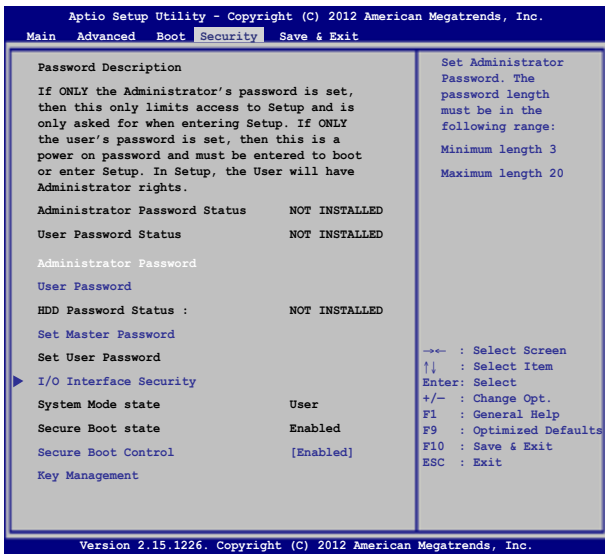 Aptio Setup Utility - Copyright (C) 2012 American Megatrends, Inc.
Main Advanced Boot Security Save & Exit
Password Description
If ONLY the Administrator's password is set,
then this only limits access to Setup and is
only asked for when entering Setup. If ONLY
the user's password is set, then this is a
power on password and must be entered to boot
or enter Setup. In Setup, the User will have
Administrator rights.
Administrator Password Status NOT INSTALLED
User Password Status NOT INSTALLED
Administrator Password
User Password
HDD Password Status : NOT INSTALLED
Set Master Password
Set User Password
I/O Interface Security
System Mode state User
Secure Boot state Enabled
Secure Boot Control [Enabled]
Key Management
Set Administrator
Password. The
password length
must be in the
following range:
Minimum length 3
Maximum length 20
→← : Select Screen
↑↓ : Select Item
Enter: Select
+/— : Change Opt.
F1 : General Help
F9 : Optimized Defaults
F10 : Save & Exit
ESC : Exit
Version 2.15.1226. Copyright (C) 2012 American Megatrends, Inc.